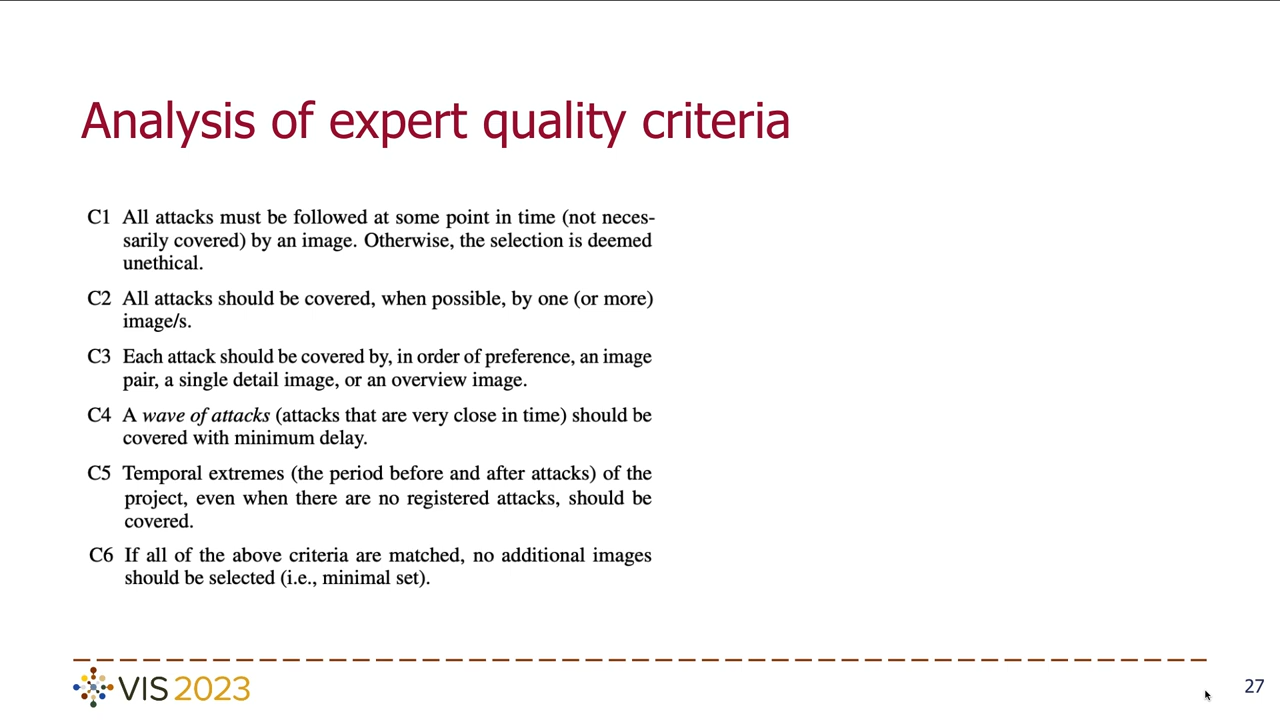 Analysis of expert quality criteria
C1 All attacks must be followed at some point in time (not neces-
sarily covered) by an image. Otherwise, the selection is deemed
unethical.
C2 All attacks should be covered, when possible, by one (or more)
image/s.
C3 Each attack should be covered by, in order of preference, an image
pair, a single detail image, or an overview image.
C4 A wave of attacks (attacks that are very close in time) should be
covered with minimum delay.
C5 Temporal extremes (the period before and after attacks) of the
project, even when there are no registered attacks, should be
covered.
C6 If all of the above criteria are matched, no additional images
should be selected (i.e., minimal set).
VIS 2023
27